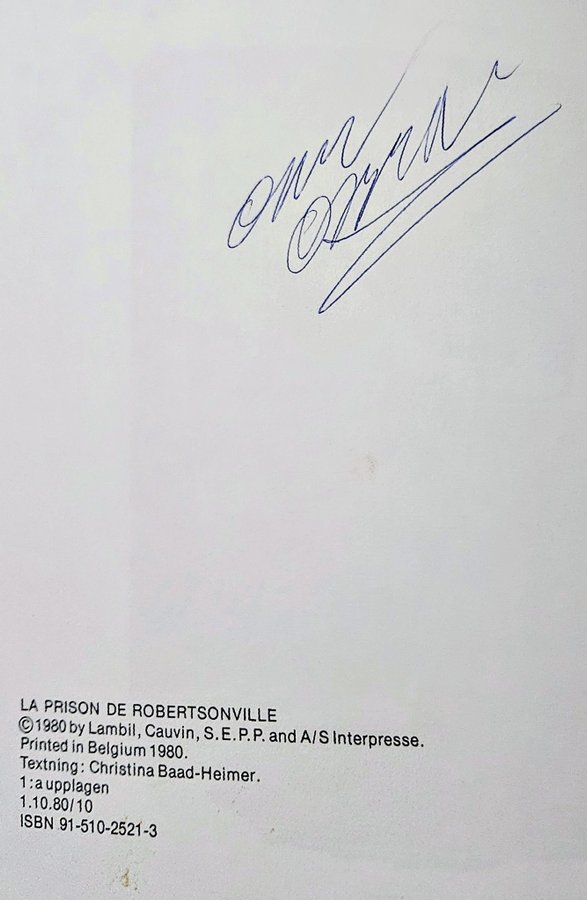 LA PRISON DE ROBERTSONVILLE
©1980 by Lambil, Cauvin, S.E.P.P. and A/S Interpresse.
Printed in Belgium 1980.
Textning: Christina Baad-Heimer.
1:a upplagen
1.10.80/10
ISBN 91-510-2521-3